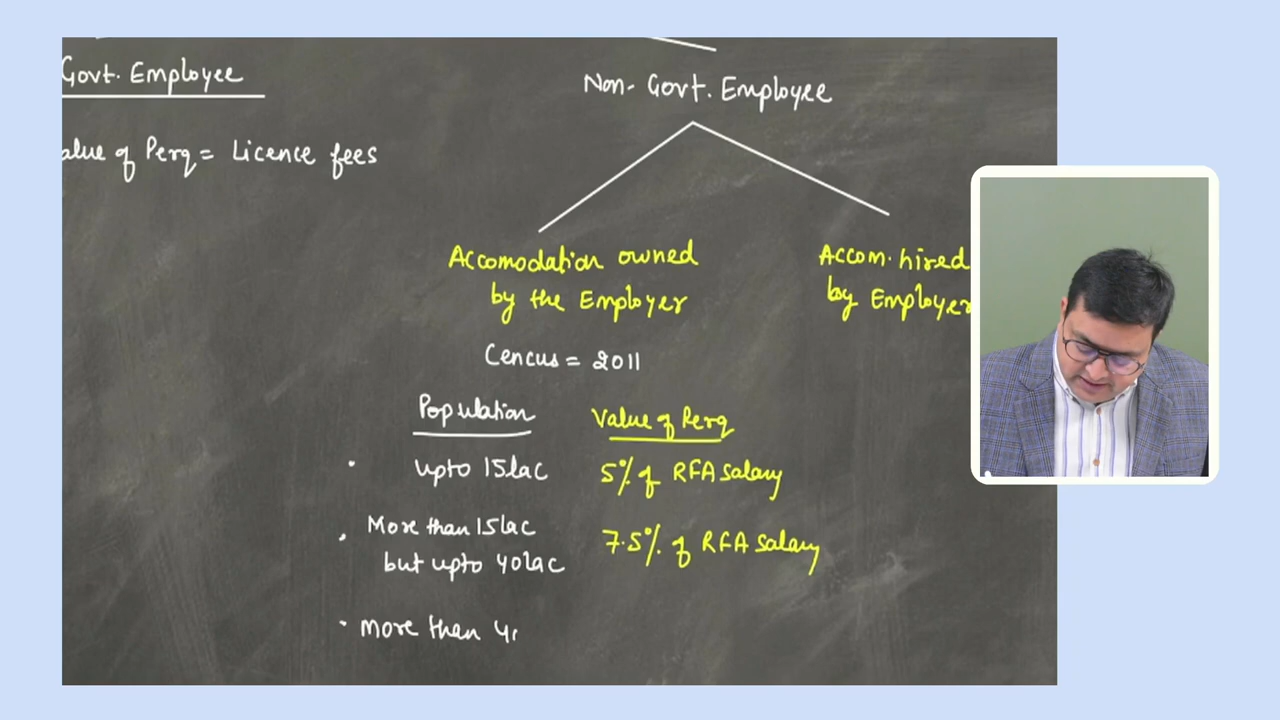 Govt. Employee
alue of Perq = Licence fees
Non-Govt. Employee
Accomodation owned
by the Employer
Accom. hired
by Employer
Cencus = 2011
Population Value of Perq
upto 15lac 5% of RFA salary
More than 15lac
but upto 40lac 7.5% of RFA salary
More than 4